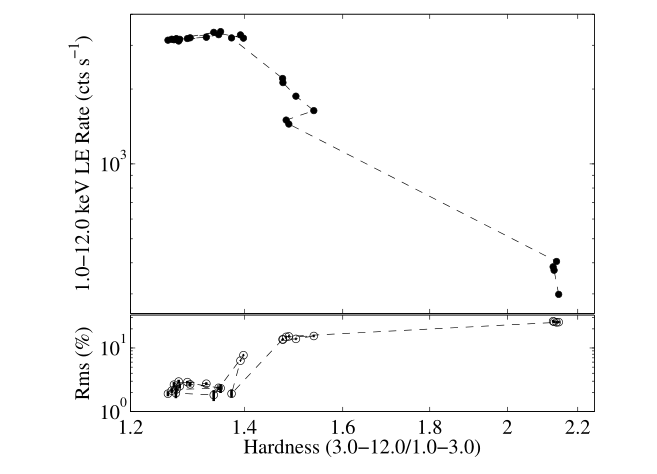 1.0−12.0 keV LE Rate (cts s⁻¹)
10³
Rms (%)
10¹
10⁰
1.2 1.4 1.6 1.8 2 2.2
Hardness (3.0−12.0/1.0−3.0)